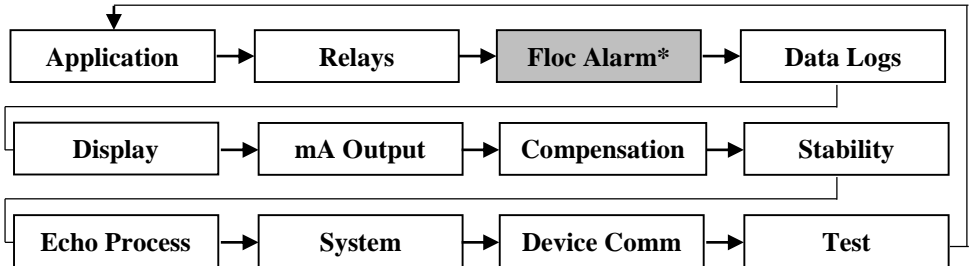 Application Relays Floc Alarm* Data Logs
Display mA Output Compensation Stability
Echo Process System Device Comm Test